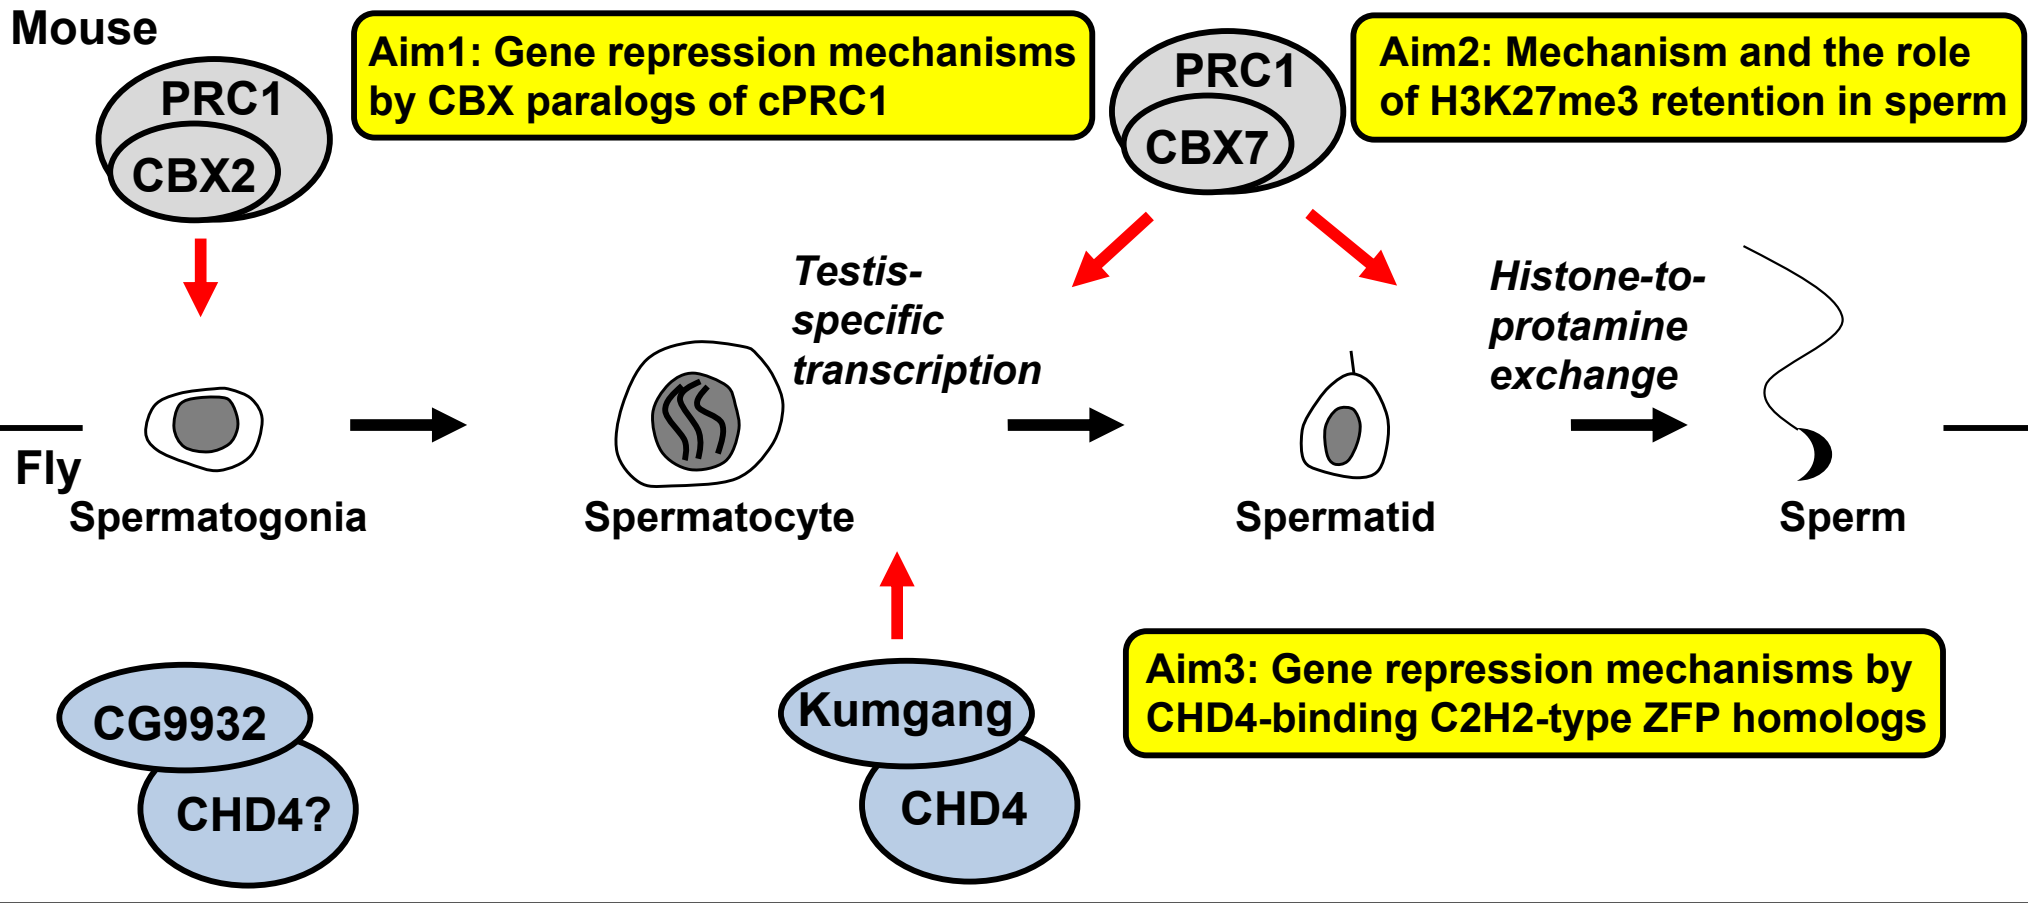 Mouse
PRC1
CBX2
Aim1: Gene repression mechanisms
by CBX paralogs of cPRC1
PRC1
CBX7
Aim2: Mechanism and the role
of H3K27me3 retention in sperm
Testis-
specific
transcription
Histone-to-
protamine
exchange
Fly
Spermatogonia
Spermatocyte
Spermatid
Sperm
CG9932
CHD4?
Kumgang
CHD4
Aim3: Gene repression mechanisms by
CHD4-binding C2H2-type ZFP homologs